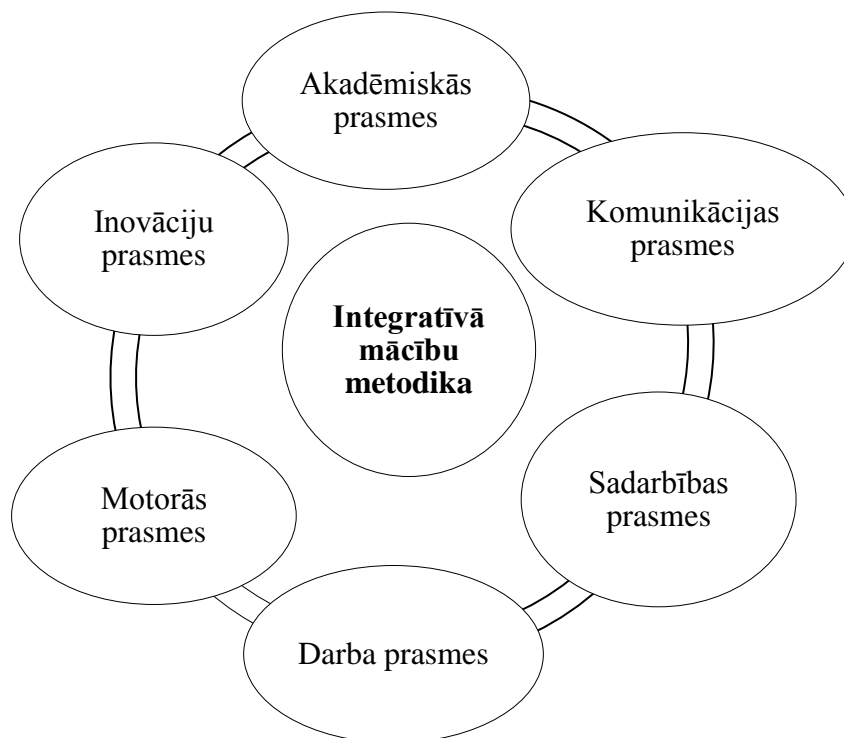 Akadēmiskās
prasmes
Komunikācijas
prasmes
Inovāciju
prasmes
Integratīvā
mācību
metodika
Sadarbības
prasmes
Motorās
prasmes
Darba prasmes